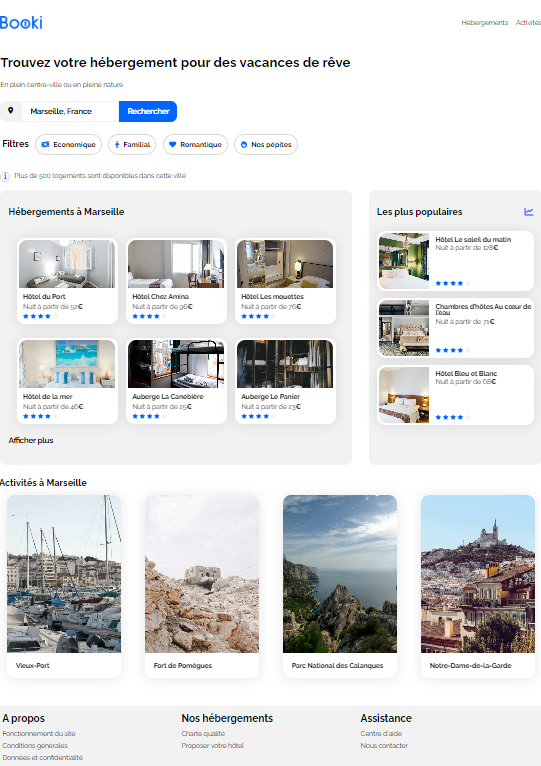 Booki
Hébergements Activités
Trouvez votre hébergement pour des vacances de rêve
En plein centre-ville ou en pleine nature
Marseille, France Rechercher
Filtres Economique Familial Romantique Nos pépites
Plus de 500 logements sont disponibles dans cette ville
Hébergements à Marseille
Hôtel du Port
Nuit à partir de 52€
Hôtel Chez Amina
Nuit à partir de 96€
Hôtel Les mouettes
Nuit à partir de 76€
Hôtel de la mer
Nuit à partir de 46€
Auberge La Canebière
Nuit à partir de 25€
Auberge Le Panier
Nuit à partir de 23€
Afficher plus
Les plus populaires
Hôtel Le soleil du matin
Nuit à partir de 128€
Chambres d'hôtes Au cœur de
l'eau
Nuit à partir de 71€
Hôtel Bleu et Blanc
Nuit à partir de 68€
Activités à Marseille
Vieux-Port
Fort de Pomègues
Parc National des Calanques
Notre-Dame-de-la-Garde
A propos
Fonctionnement du site
Conditions générales
Données et confidentialité
Nos hébergements
Charte qualité
Proposer votre hôtel
Assistance
Centre d'aide
Nous contacter